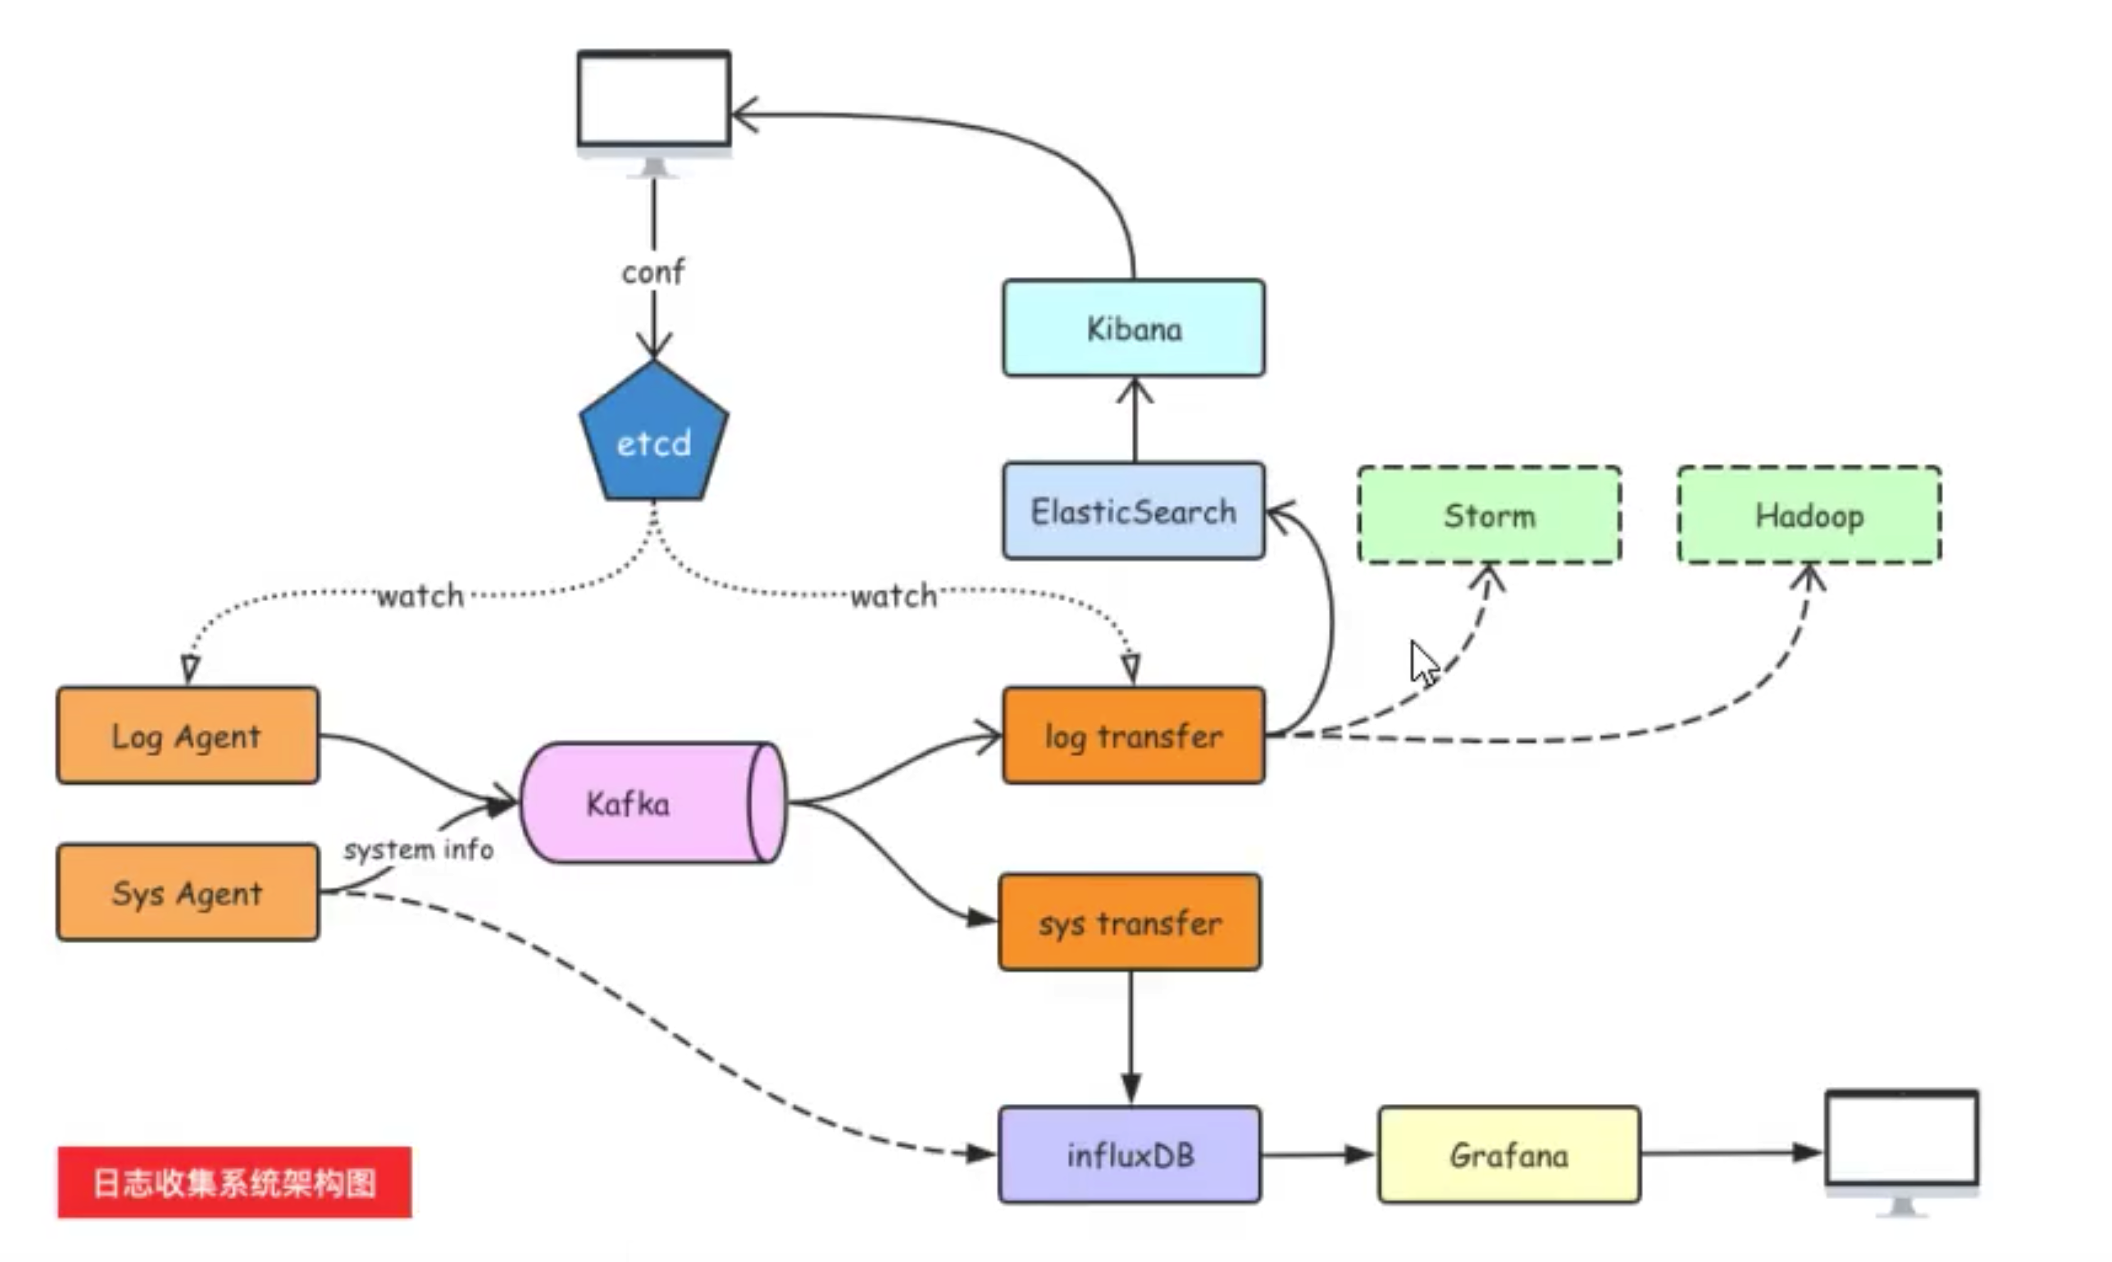 conf
Kibana
etcd
ElasticSearch
Storm
Hadoop
watch
watch
Log Agent
log transfer
Kafka
system info
Sys Agent
sys transfer
influxDB
Grafana
日志收集系统架构图